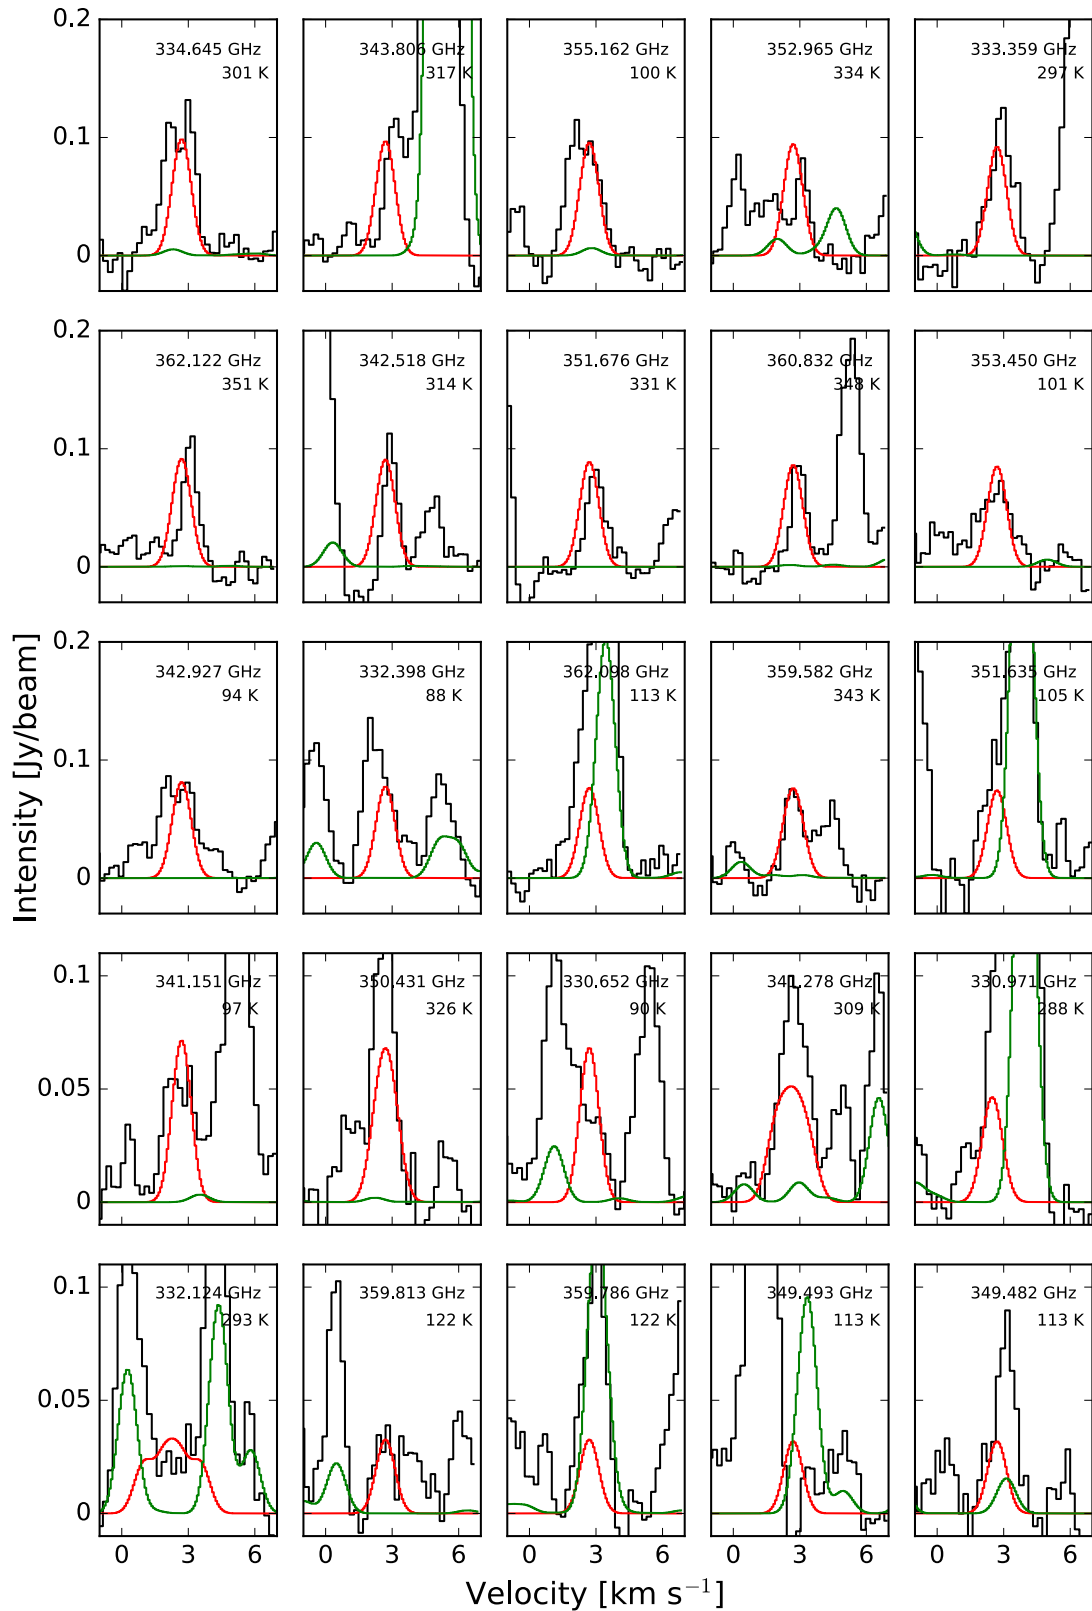 0.2
334.645 GHz
301 K
343.806 GHz
317 K
355.162 GHz
100 K
352.965 GHz
334 K
333.359 GHz
297 K
0.1
0
0.2
362.122 GHz
351 K
342.518 GHz
314 K
351.676 GHz
331 K
360.832 GHz
348 K
353.450 GHz
101 K
0.1
0
Intensity [Jy/beam]
0.2
342.927 GHz
94 K
332.398 GHz
88 K
362.098 GHz
113 K
359.582 GHz
343 K
351.635 GHz
105 K
0.1
0
0.1
341.151 GHz
97 K
350.431 GHz
326 K
330.652 GHz
90 K
GHz
309 K
330.971 GHz
288 K
0.05
0
0.1
332.124 GHz
293 K
359.813 GHz
122 K
359.786 GHz
122 K
349.493 GHz
113 K
349.482 GHz
113 K
0.05
0
0 3 6 0 3 6 0 3 6 0 3 6 0 3 6
Velocity [km s⁻¹]